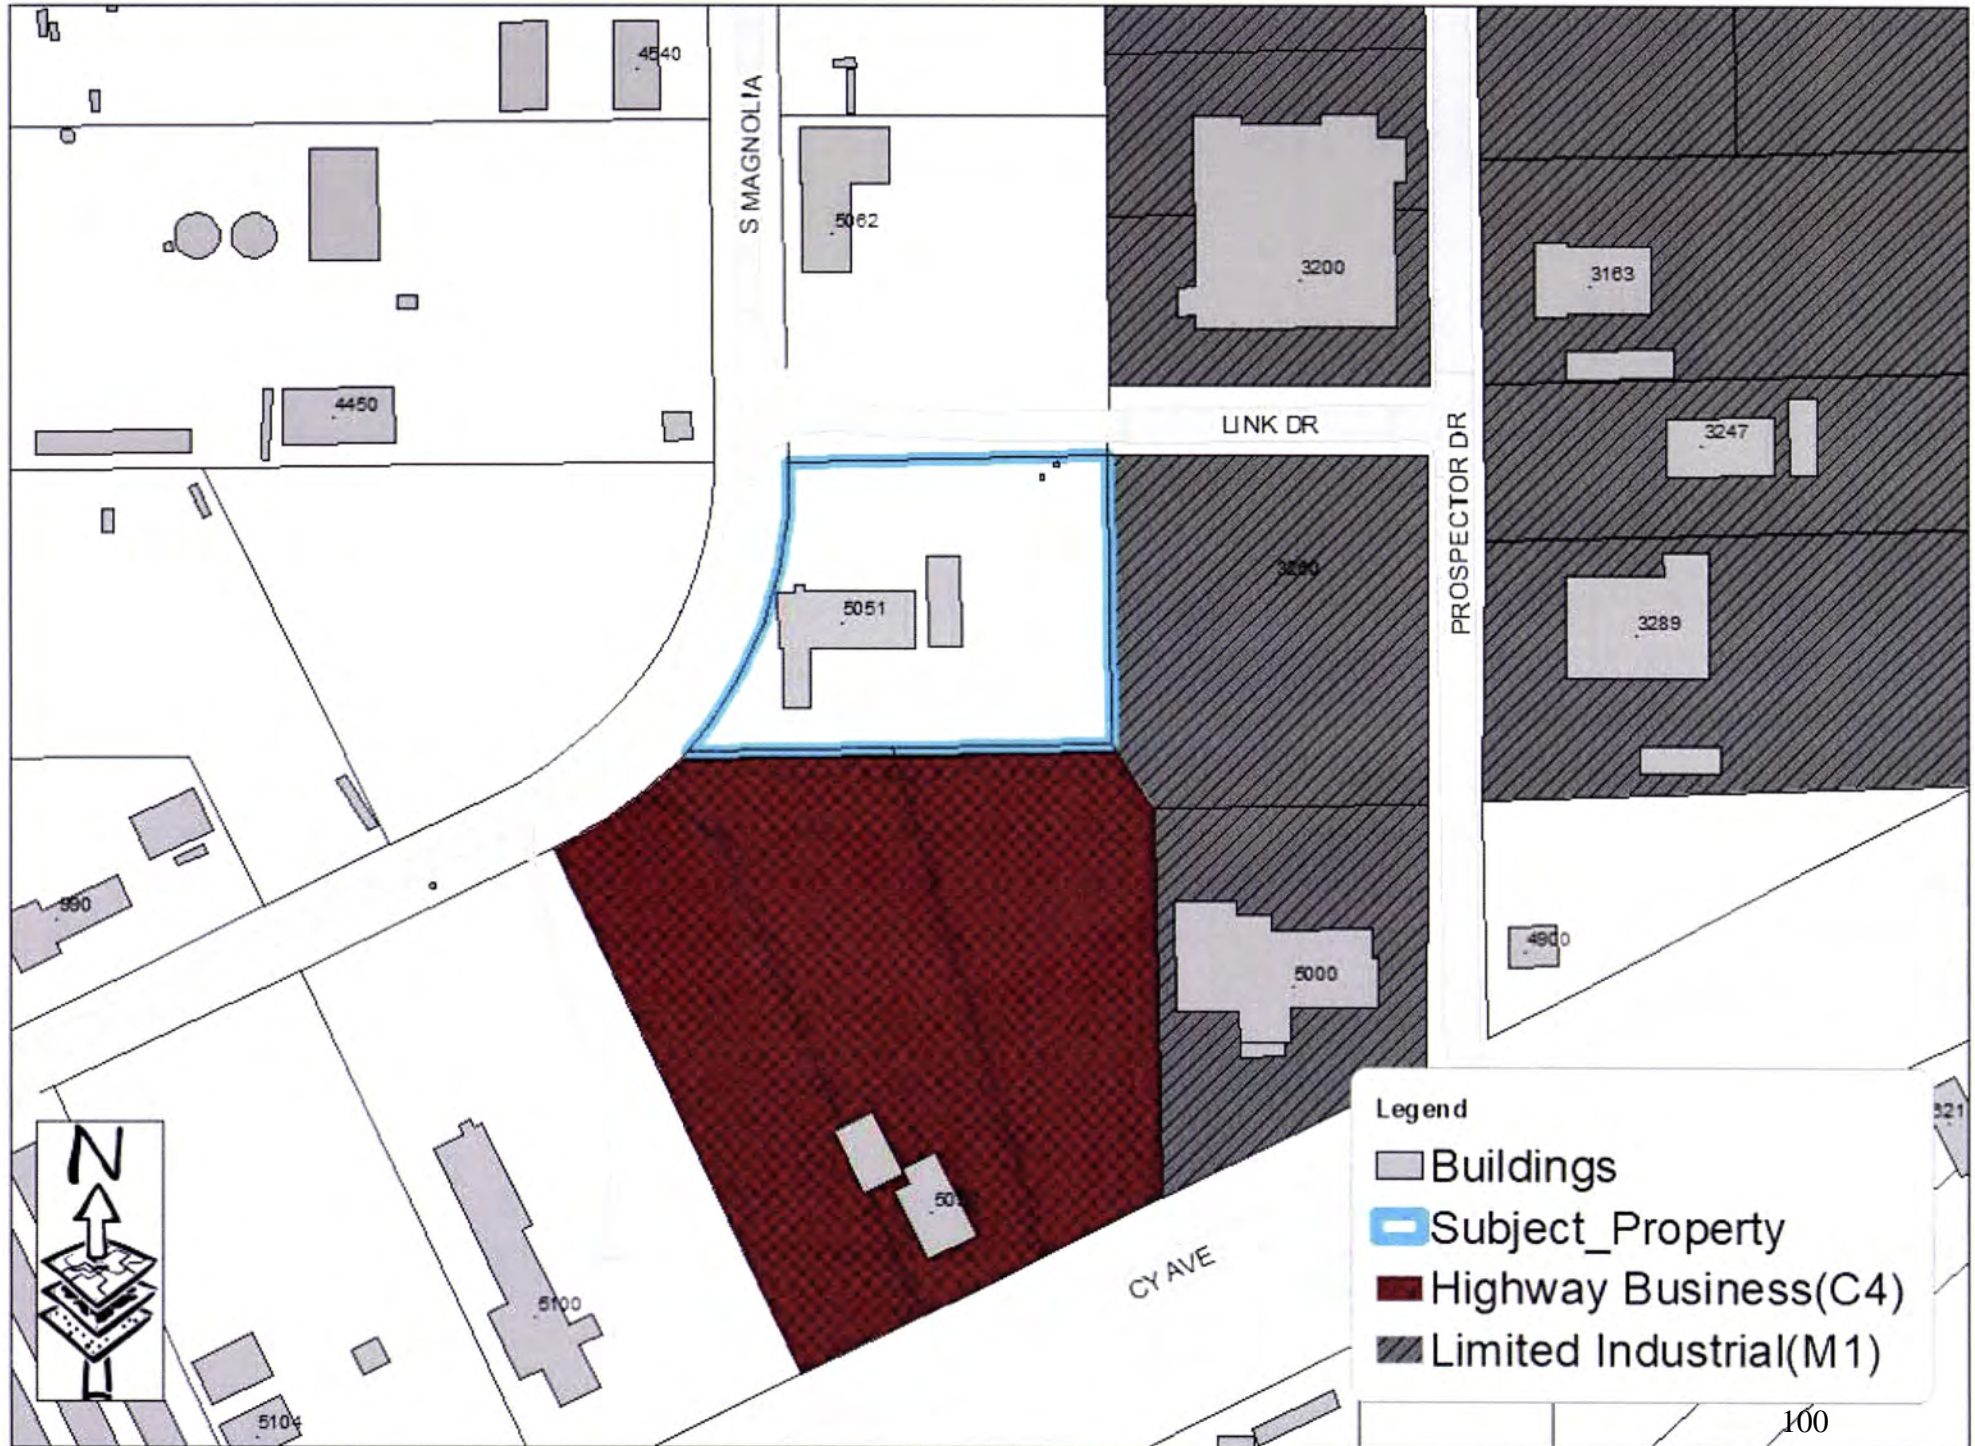 4540
S MAGNOLIA
5062
3200
3163
4450
LINK DR
3247
PROSPECTOR DR
5051
3289
990
4900
5000
5100
5104
CY AVE
N
Legend
Buildings
Subject_Property
Highway Business(C4)
Limited Industrial(M1)
100